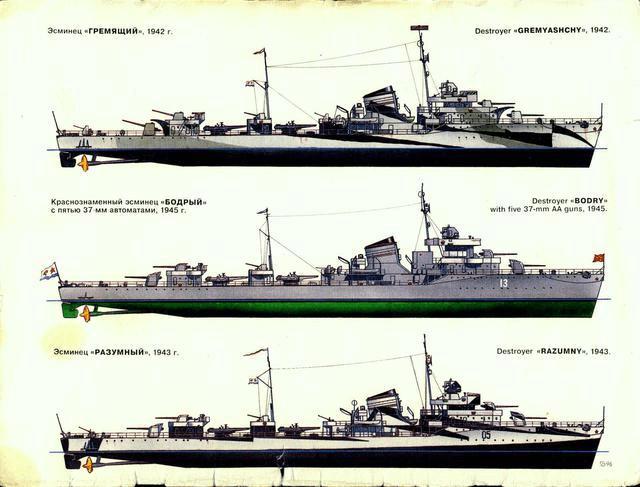 Эсминец «ГРЕМЯЩИЙ», 1942 г.
Destroyer «GREMYASHCHY», 1942.
Краснознаменный эсминец «БОДРЫЙ»
с пятью 37-мм автоматами, 1945 г.
Destroyer «BODRY»
with five 37-mm AA guns, 1945.
13
Эсминец «РАЗУМНЫЙ», 1943 г.
Destroyer «RAZUMNY», 1943.
05